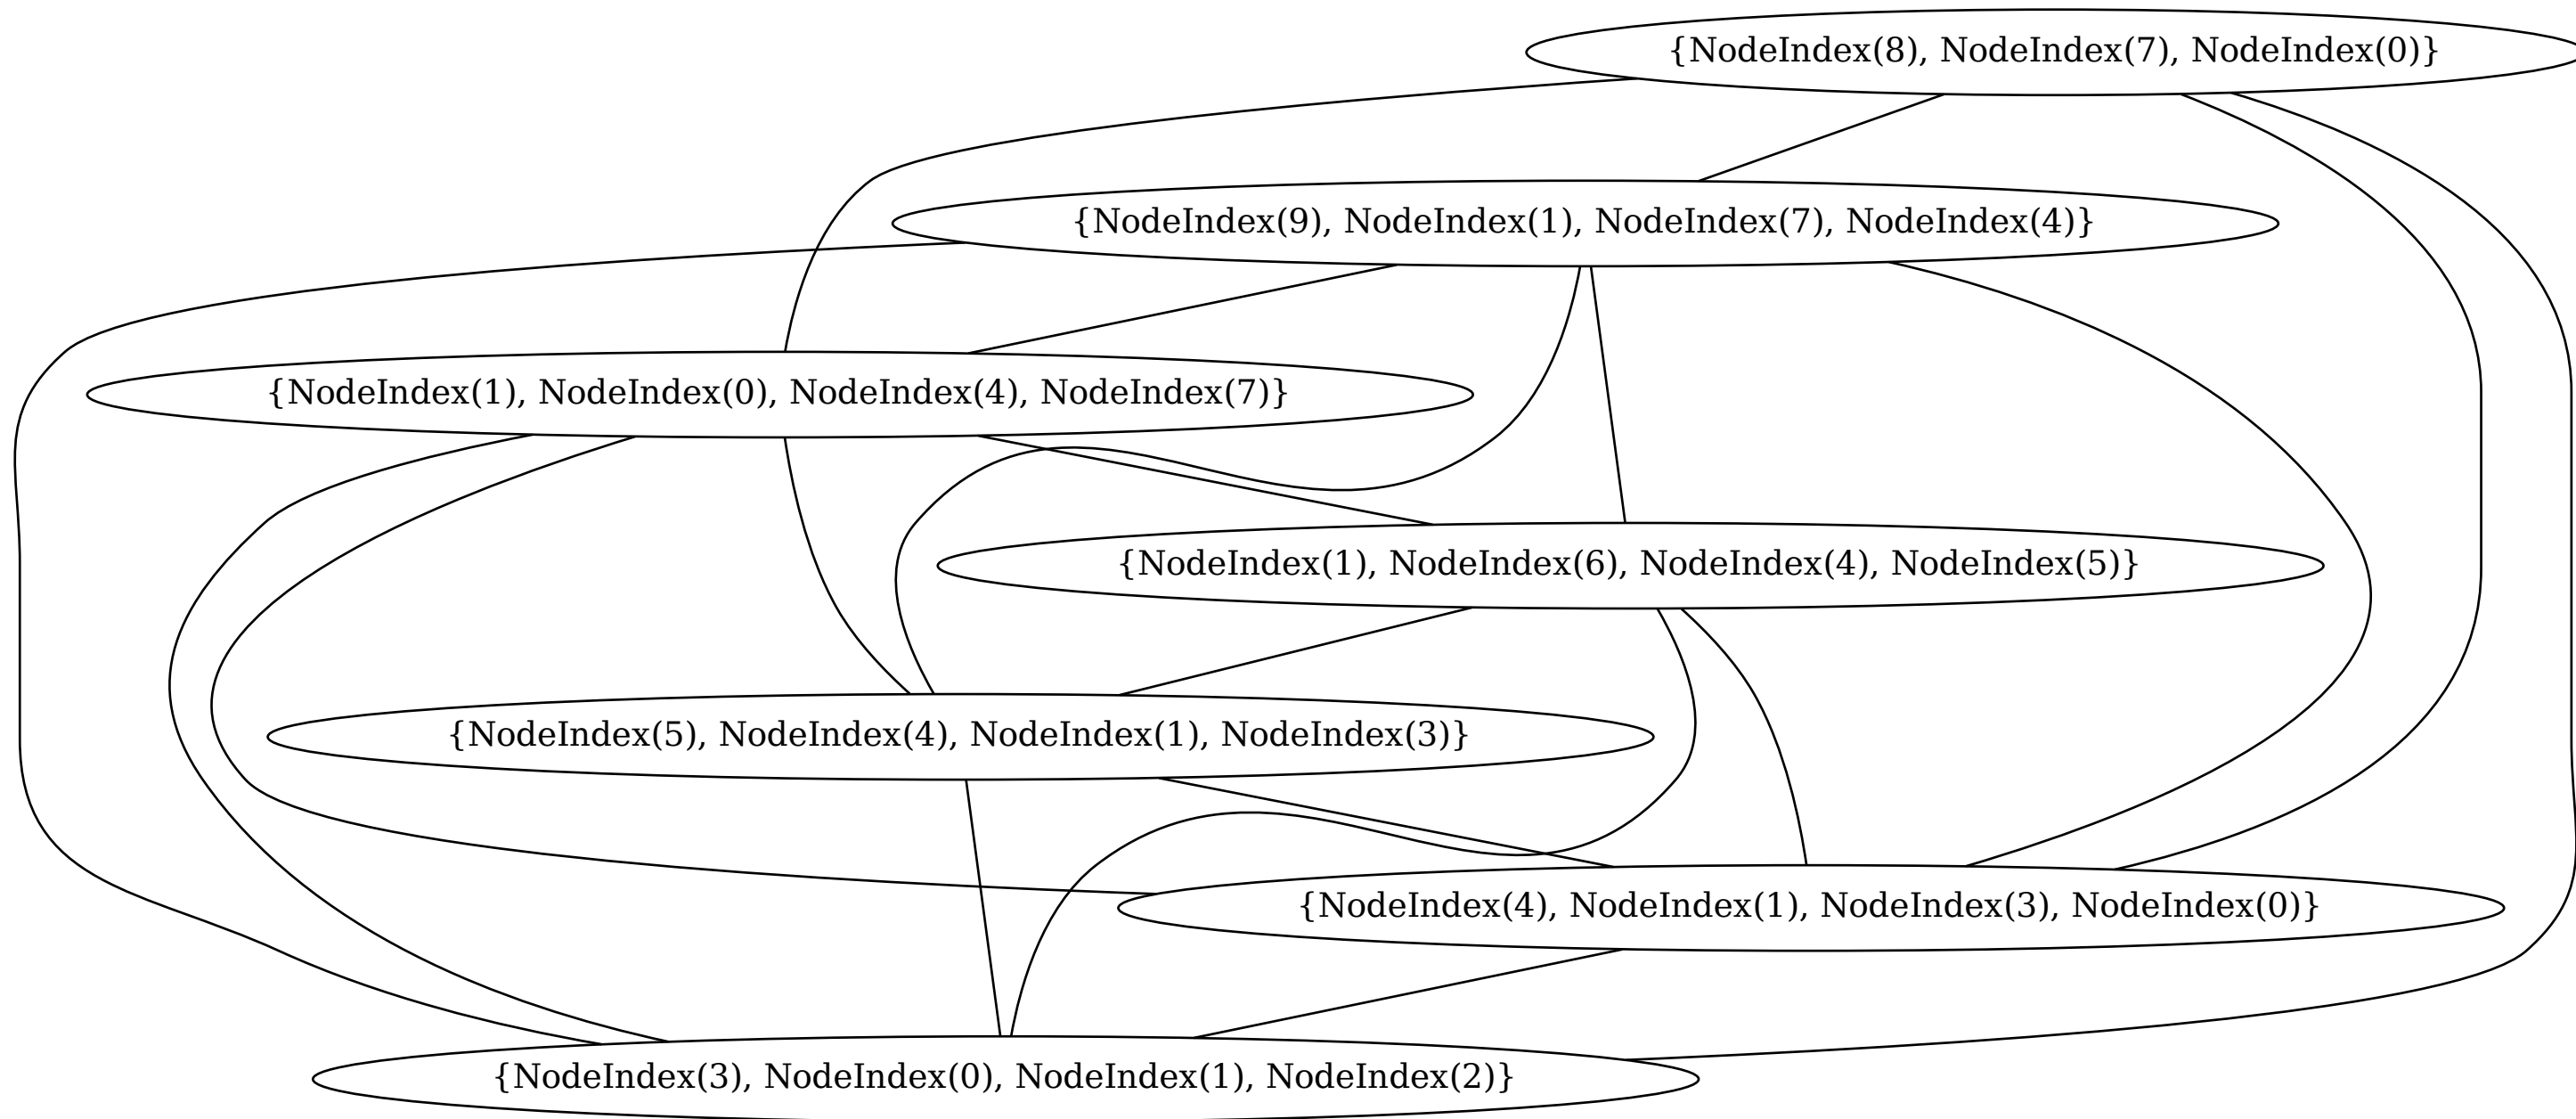 {NodeIndex(8), NodeIndex(7), NodeIndex(0)}
{NodeIndex(9), NodeIndex(1), NodeIndex(7), NodeIndex(4)}
{NodeIndex(1), NodeIndex(0), NodeIndex(4), NodeIndex(7)}
{NodeIndex(1), NodeIndex(6), NodeIndex(4), NodeIndex(5)}
{NodeIndex(5), NodeIndex(4), NodeIndex(1), NodeIndex(3)}
{NodeIndex(4), NodeIndex(1), NodeIndex(3), NodeIndex(0)}
{NodeIndex(3), NodeIndex(0), NodeIndex(1), NodeIndex(2)}